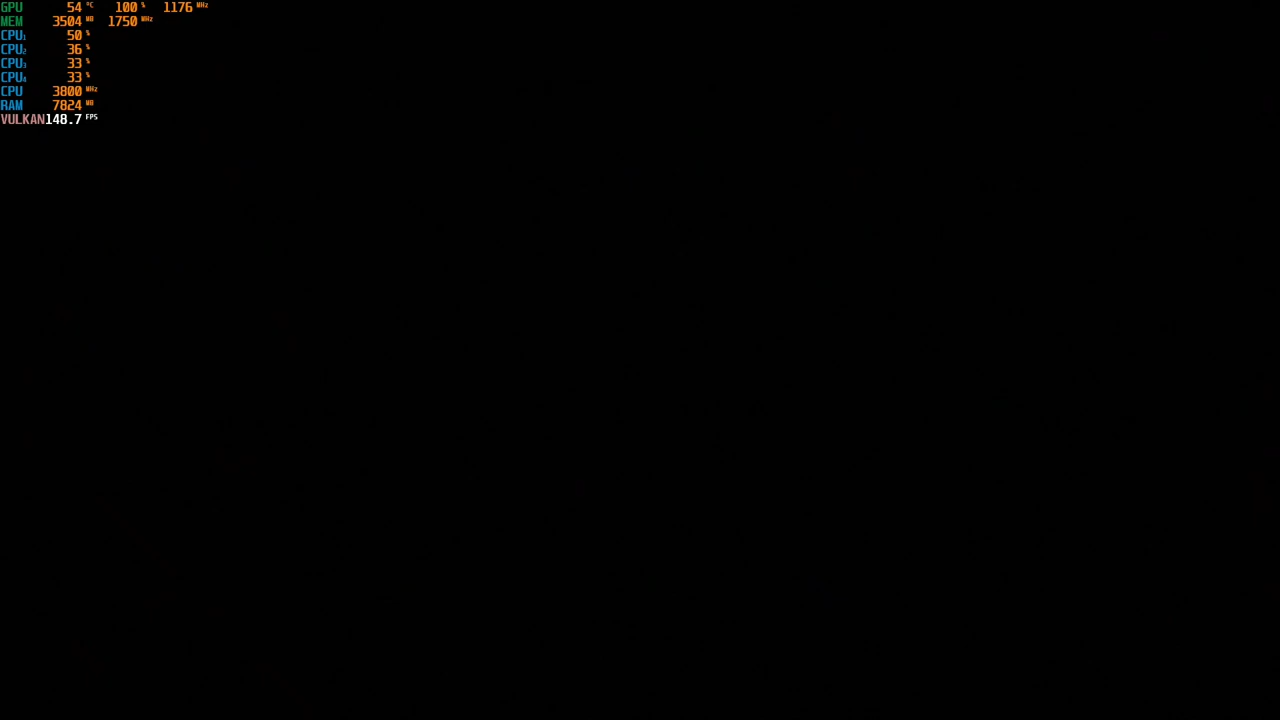 GPU 54 °C 100 % 1176 MHz
MEM 3504 MB 1750 MHz
CPU₁ 50 %
CPU₂ 36 %
CPU₃ 33 %
CPU₄ 33 %
CPU 3800 MHz
RAM 7824 MB
VULKAN 148.7 FPS